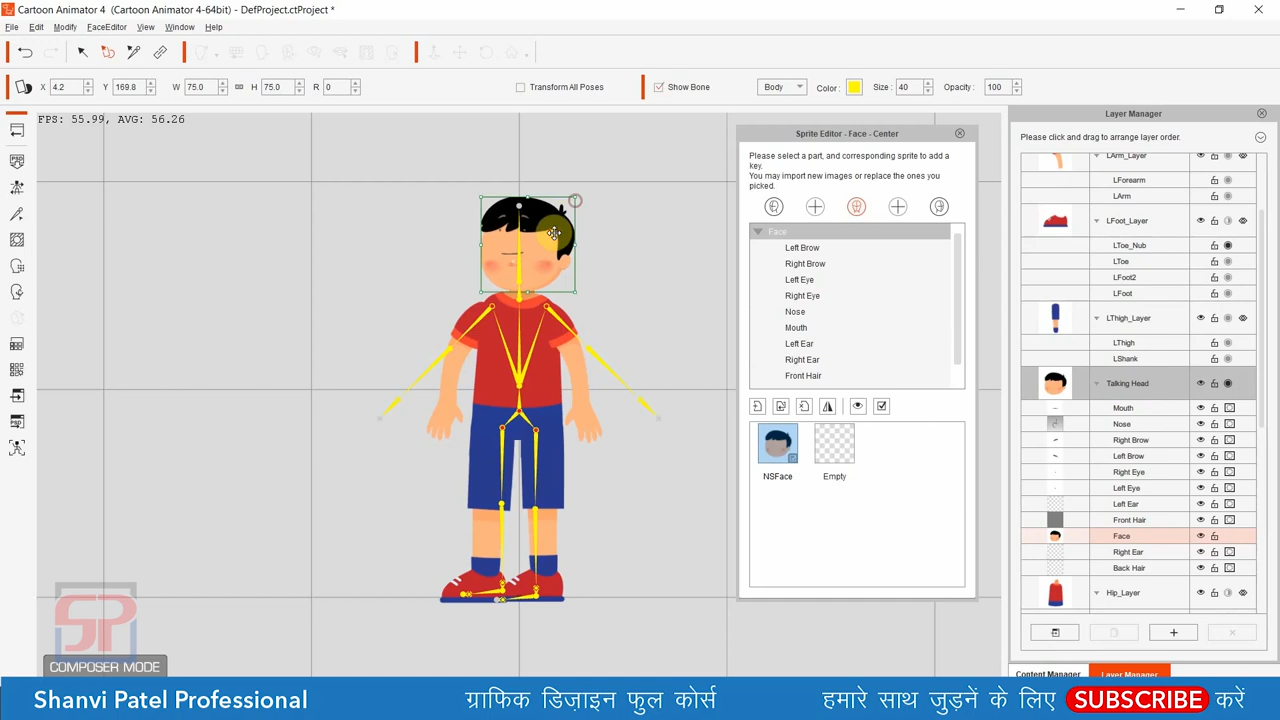 Cartoon Animator 4 (Cartoon Animator 4-64bit) - DefProject.ctProject *
File Edit Modify FaceEditor View Window Help
X 4.2 Y 169.8 W 75.0 H 75.0 R 0 Transform All Poses Show Bone Body Color : Size : 40 Opacity : 100
FPS: 55.99, AVG: 56.26
Sprite Editor - Face - Center
Please select a part, and corresponding sprite to add a
key.
You may import new images or replace the ones you
picked.
Face
Left Brow
Right Brow
Left Eye
Right Eye
Nose
Mouth
Left Ear
Right Ear
Front Hair
NSFace Empty
Layer Manager
Please click and drag to arrange layer order.
LArm_Layer
LForearm
LArm
LFoot_Layer
LToe_Nub
LToe
LFoot2
LFoot
LThigh_Layer
LThigh
LShank
Talking Head
Mouth
Nose
Right Brow
Left Brow
Right Eye
Left Eye
Left Ear
Front Hair
Face
Right Ear
Back Hair
Hip_Layer
Content Manager Layer Manager
SP
COMPOSER MODE
Shanvi Patel Professional ग्राफिक डिज़ाइन फुल कोर्स हमारे साथ जुड़नें के लिए SUBSCRIBE करें